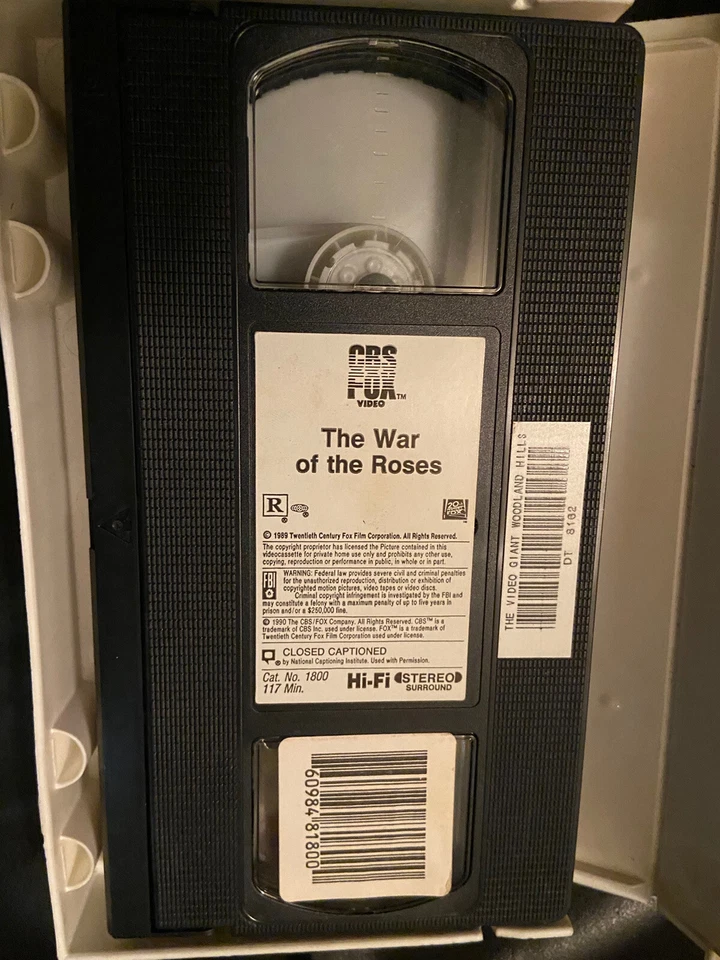 CBS
FOX™
VIDEO
The War
of the Roses
R ®
®
20th
CENTURY
FOX
© 1989 Twentieth Century Fox Film Corporation. All Rights Reserved.
The copyright proprietor has licensed the Picture contained in this
videocassette for private home use only and prohibits any other use,
copying, reproduction or performance in public, in whole or in part.
FBI
WARNING: Federal law provides severe civil and criminal penalties
for the unauthorized reproduction, distribution or exhibition of
copyrighted motion pictures, video tapes or video discs.
Criminal copyright infringement is investigated by the FBI and
may constitute a felony with a maximum penalty of up to five years in
prison and/or a $250,000 fine.
© 1990 The CBS/FOX Company. All Rights Reserved. CBS™ is a
trademark of CBS Inc. used under license. FOX™ is a trademark of
Twentieth Century Fox Film Corporation used under license.
CLOSED CAPTIONED
® by National Captioning Institute. Used with Permission.
Cat. No. 1800
117 Min.
Hi-Fi STEREO
SURROUND
THE VIDEO GIANT WOODLAND HILLS
DT 8162
6098481800